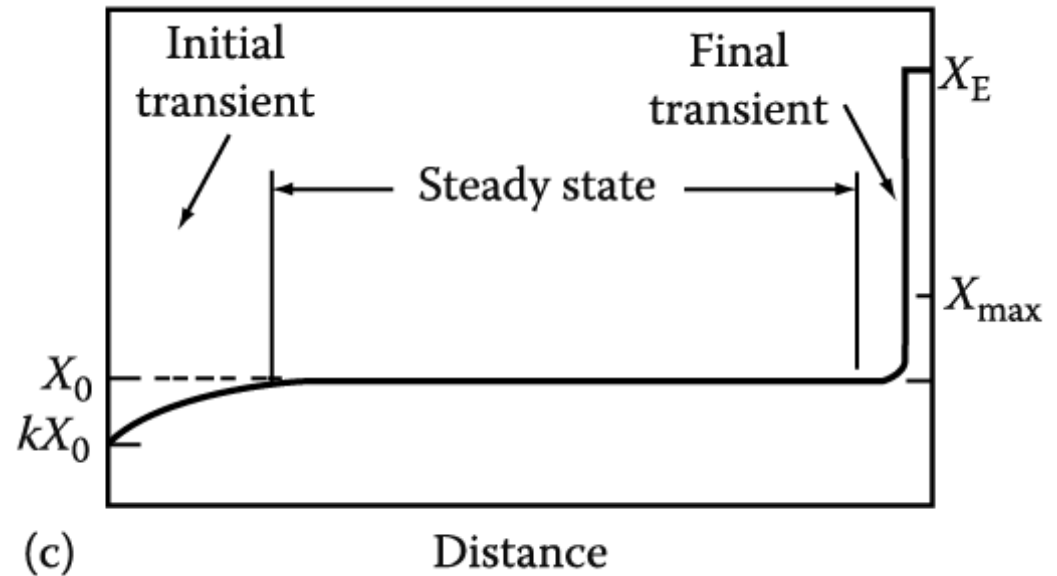 Initial
transient
Final
transient
X_E
Steady state
X_max
X_0
kX_0
(c)
Distance